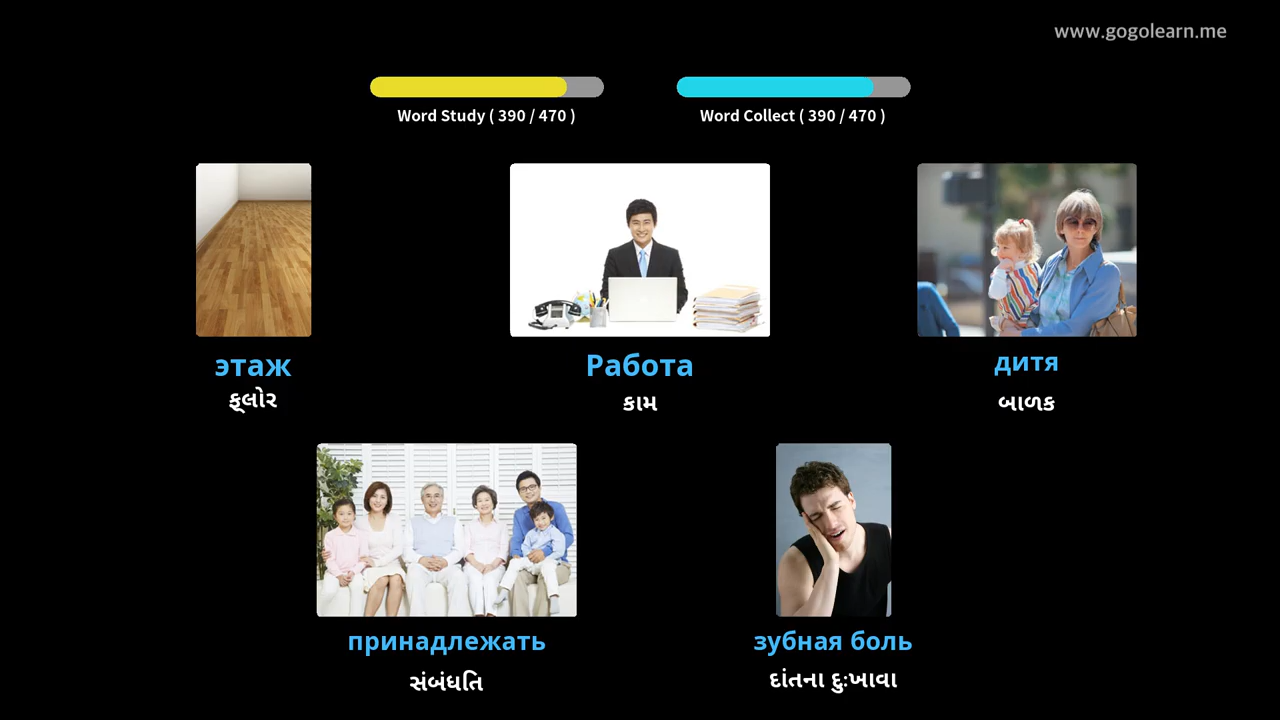 www.gogolearn.me
Word Study ( 390 / 470 )
Word Collect ( 390 / 470 )
этаж
ફ્લોર
Работа
કામ
дитя
બાળક
принадлежать
સંબંધતિ
зубная боль
દાંતના દુઃખાવા